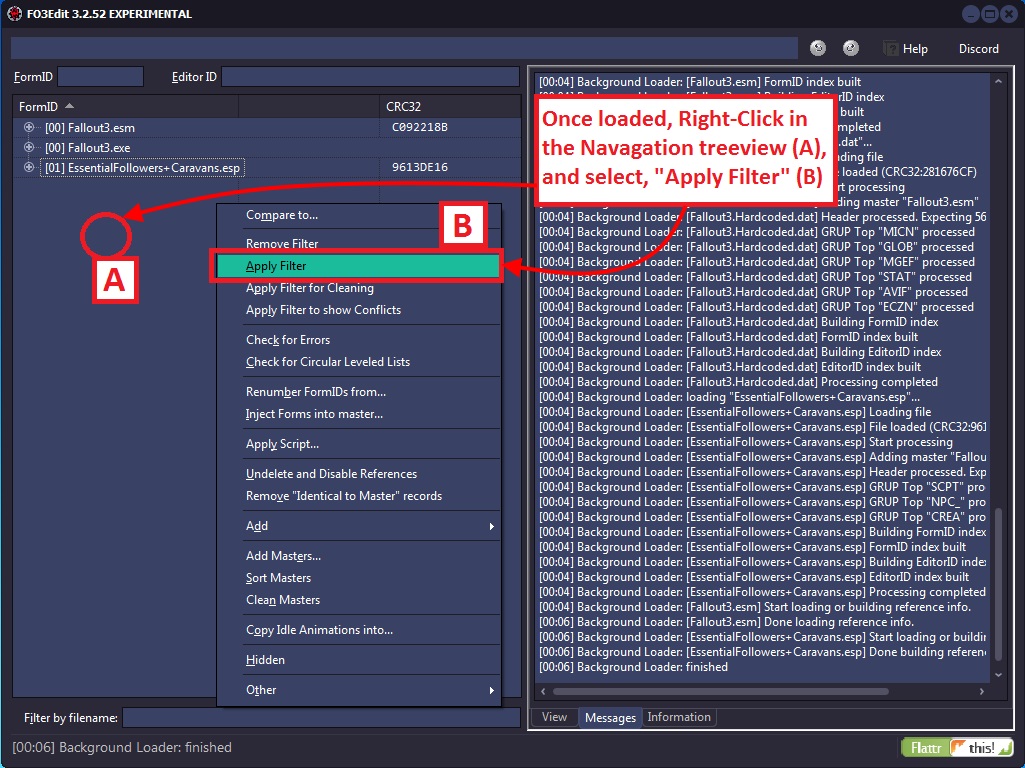 FO3Edit 3.2.52 EXPERIMENTAL
Help
Discord
FormID
Editor ID
FormID
CRC32
[00] Fallout3.esm
C092218B
[00] Fallout3.exe
[01] EssentialFollowers+Caravans.esp
9613DE16
A
B
Once loaded, Right-Click in
the Navagation treeview (A),
and select, "Apply Filter" (B)
Compare to...
Remove Filter
Apply Filter
Apply Filter for Cleaning
Apply Filter to show Conflicts
Check for Errors
Check for Circular Leveled Lists
Renumber FormIDs from...
Inject Forms into master...
Apply Script...
Undelete and Disable References
Remove "Identical to Master" records
Add
Add Masters...
Sort Masters
Clean Masters
Copy Idle Animations into...
Hidden
Other
[00:04] Background Loader: [Fallout3.esm] FormID index built
[00:04] Background Loader: [Fallout3.esm] Building EditorID index
built
completed
dat"...
ding file
loaded (CRC32:281676CF)
rt processing
ding master "Fallout3.esm"
[00:04] Background Loader: [Fallout3.Hardcoded.dat] Header processed. Expecting 56
[00:04] Background Loader: [Fallout3.Hardcoded.dat] GRUP Top "MICN" processed
[00:04] Background Loader: [Fallout3.Hardcoded.dat] GRUP Top "GLOB" processed
[00:04] Background Loader: [Fallout3.Hardcoded.dat] GRUP Top "MGEF" processed
[00:04] Background Loader: [Fallout3.Hardcoded.dat] GRUP Top "STAT" processed
[00:04] Background Loader: [Fallout3.Hardcoded.dat] GRUP Top "AVIF" processed
[00:04] Background Loader: [Fallout3.Hardcoded.dat] GRUP Top "ECZN" processed
[00:04] Background Loader: [Fallout3.Hardcoded.dat] Building FormID index
[00:04] Background Loader: [Fallout3.Hardcoded.dat] FormID index built
[00:04] Background Loader: [Fallout3.Hardcoded.dat] Building EditorID index
[00:04] Background Loader: [Fallout3.Hardcoded.dat] EditorID index built
[00:04] Background Loader: [Fallout3.Hardcoded.dat] Processing completed
[00:04] Background Loader: loading "EssentialFollowers+Caravans.esp"...
[00:04] Background Loader: [EssentialFollowers+Caravans.esp] Loading file
[00:04] Background Loader: [EssentialFollowers+Caravans.esp] File loaded (CRC32:961
[00:04] Background Loader: [EssentialFollowers+Caravans.esp] Start processing
[00:04] Background Loader: [EssentialFollowers+Caravans.esp] Adding master "Fallou
[00:04] Background Loader: [EssentialFollowers+Caravans.esp] Header processed. Exp
[00:04] Background Loader: [EssentialFollowers+Caravans.esp] GRUP Top "SCPT" pro
[00:04] Background Loader: [EssentialFollowers+Caravans.esp] GRUP Top "NPC_" pro
[00:04] Background Loader: [EssentialFollowers+Caravans.esp] GRUP Top "CREA" pro
[00:04] Background Loader: [EssentialFollowers+Caravans.esp] Building FormID index
[00:04] Background Loader: [EssentialFollowers+Caravans.esp] FormID index built
[00:04] Background Loader: [EssentialFollowers+Caravans.esp] Building EditorID index
[00:04] Background Loader: [EssentialFollowers+Caravans.esp] EditorID index built
[00:04] Background Loader: [EssentialFollowers+Caravans.esp] Processing completed
[00:04] Background Loader: [Fallout3.esm] Start loading or building reference info.
[00:06] Background Loader: [Fallout3.esm] Done loading reference info.
[00:06] Background Loader: [EssentialFollowers+Caravans.esp] Start loading or buildin
[00:06] Background Loader: [EssentialFollowers+Caravans.esp] Done building referen
[00:06] Background Loader: finished
View
Messages
Information
Filter by filename:
[00:06] Background Loader: finished
Flattr
this!